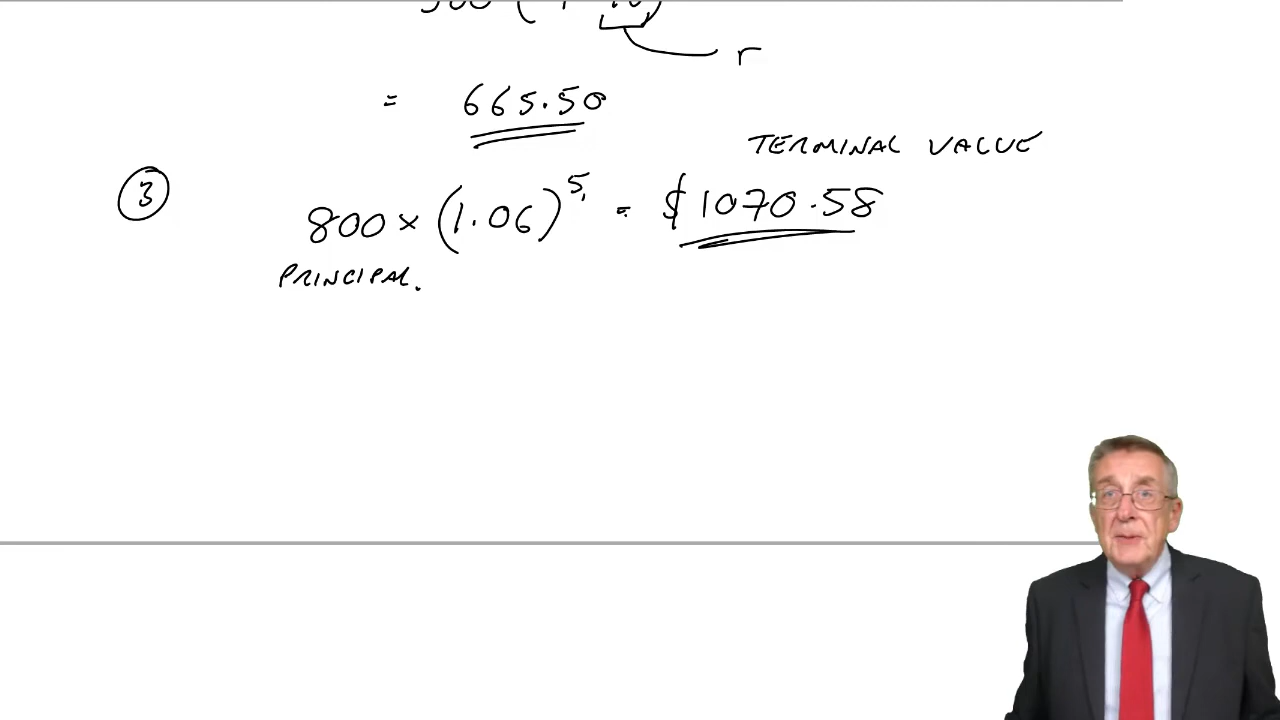 r
= 665.50
TERMINAL VALUE
③ 800 × (1.06)^5 = $1070.58
PRINCIPAL.